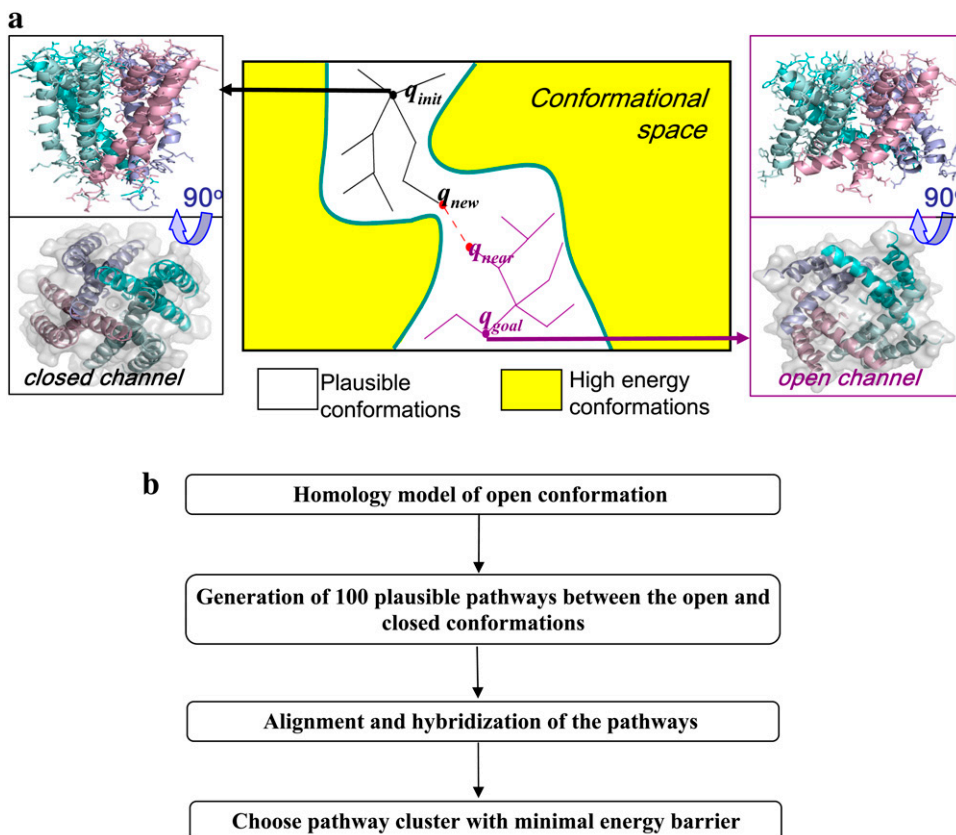 a
q_init
Conformational
space
90°
90°
q_new
q_near
q_goal
closed channel
open channel
Plausible
conformations
High energy
conformations
b
Homology model of open conformation
Generation of 100 plausible pathways between the open and
closed conformations
Alignment and hybridization of the pathways
Choose pathway cluster with minimal energy barrier